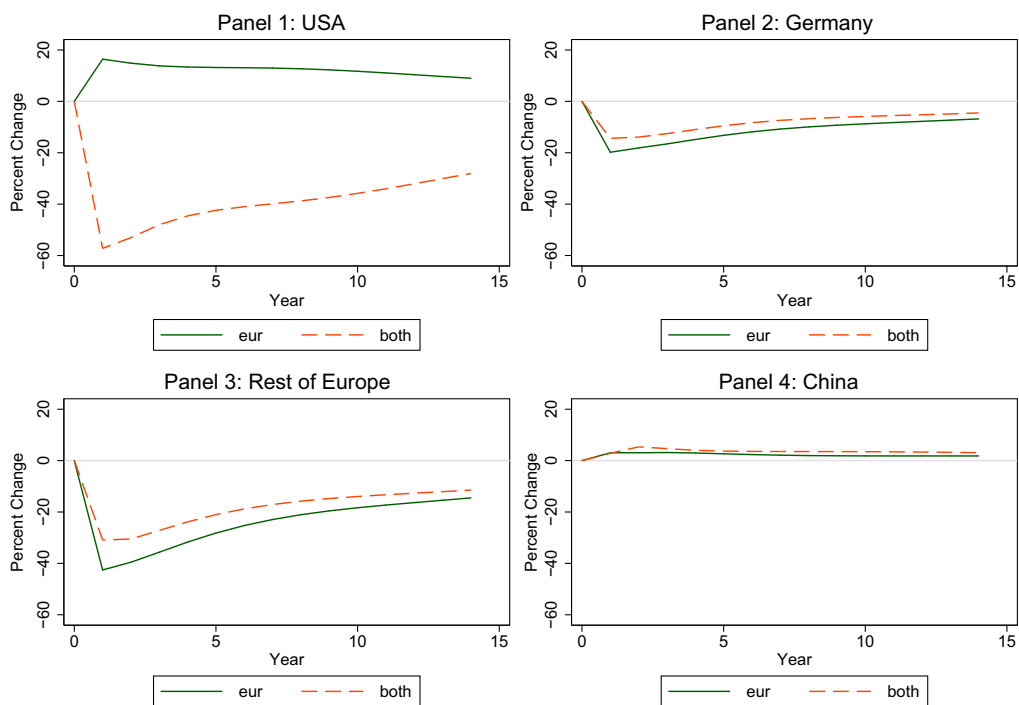 Panel 1: USA
Percent Change
20
0
−20
−40
−60
0 5 10 15
Year
eur both
Panel 2: Germany
Percent Change
20
0
−20
−40
−60
0 5 10 15
Year
eur both
Panel 3: Rest of Europe
Percent Change
20
0
−20
−40
−60
0 5 10 15
Year
eur both
Panel 4: China
Percent Change
20
0
−20
−40
−60
0 5 10 15
Year
eur both